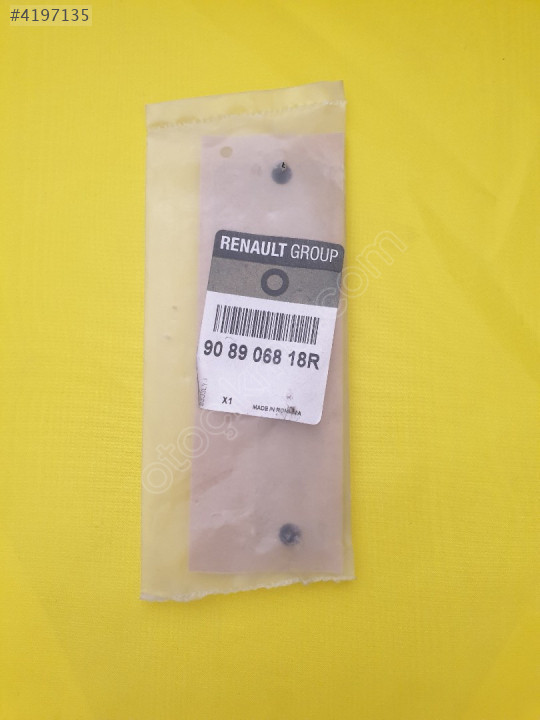 #4197135
RENAULT GROUP
90 89 068 18R
X1
MADE IN ROMANIA